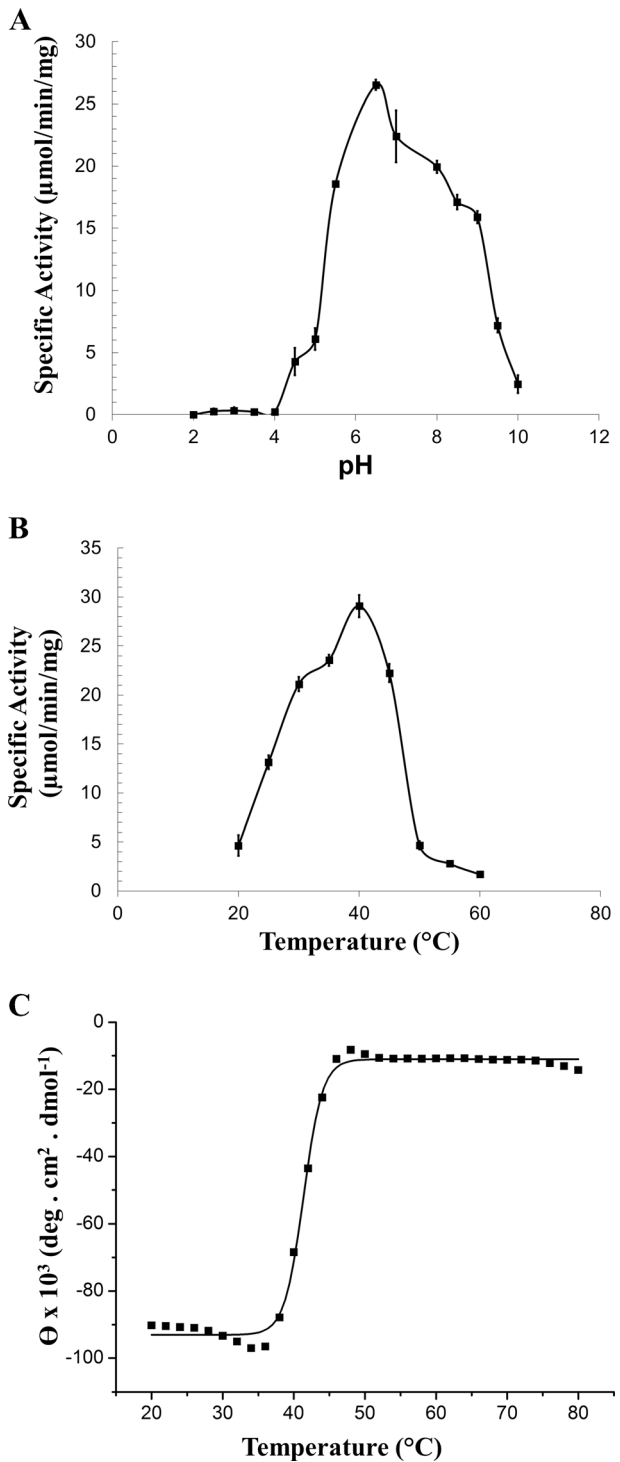 A
Specific Activity (µmol/min/mg)
30
25
20
15
10
5
0
0 2 4 6 8 10 12
pH
B
Specific Activity
(µmol/min/mg)
35
30
25
20
15
10
5
0
0 20 40 60 80
Temperature (°C)
C
ϴ x 10³ (deg . cm² . dmol⁻¹)
0
-20
-40
-60
-80
-100
20 30 40 50 60 70 80
Temperature (°C)